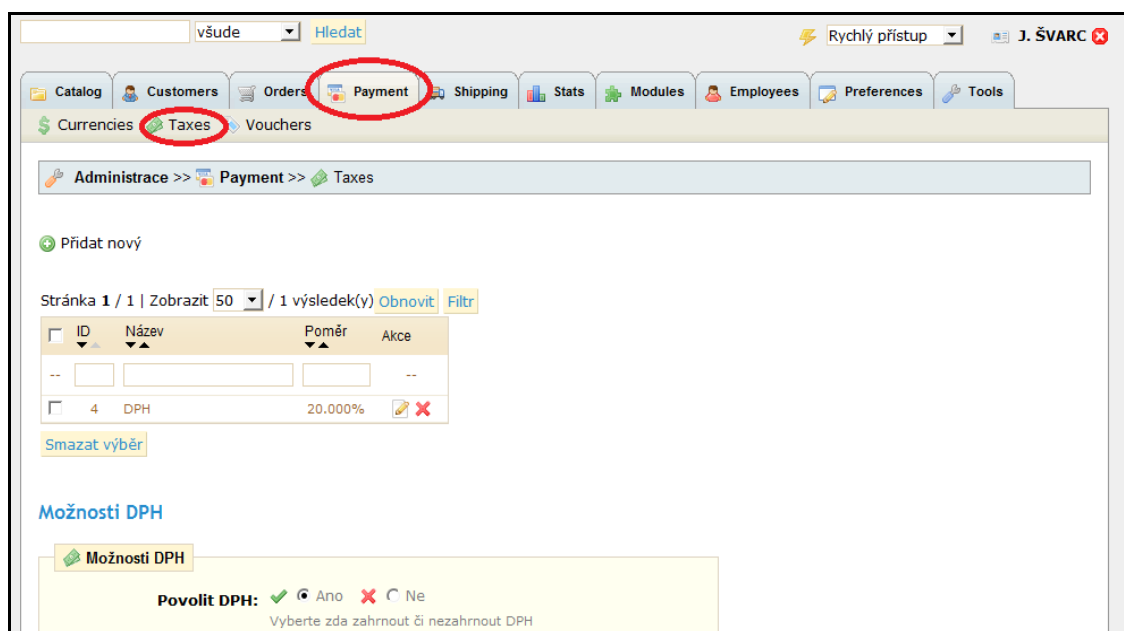 všude Hledat Rychlý přístup J. ŠVARC
Catalog Customers Orders Payment Shipping Stats Modules Employees Preferences Tools
Currencies Taxes Vouchers
Administrace >> Payment >> Taxes
Přidat nový
Stránka 1 / 1 | Zobrazit 50 / 1 výsledek(y) Obnovit Filtr
ID Název Poměr Akce
-- --
4 DPH 20.000%
Smazat výběr
Možnosti DPH
Možnosti DPH
Povolit DPH: Ano Ne
Vyberte zda zahrnout či nezahrnout DPH